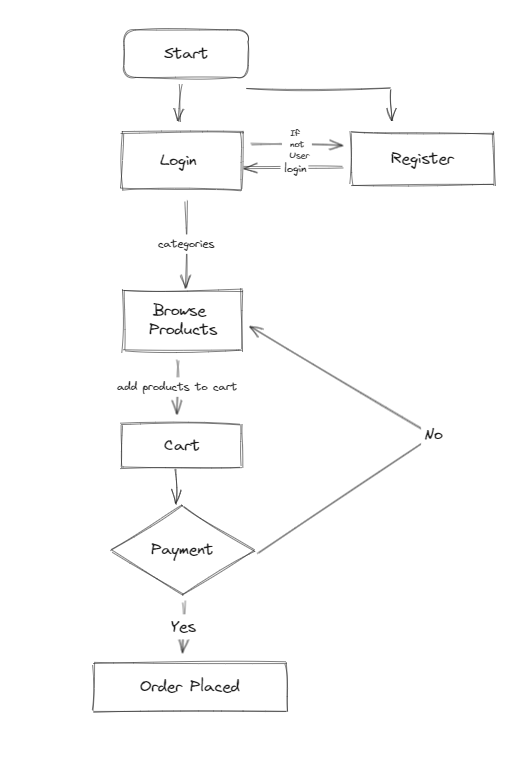 Start
If
not
User
Login
Register
login
categories
Browse
Products
add products to cart
Cart
No
Payment
Yes
Order Placed